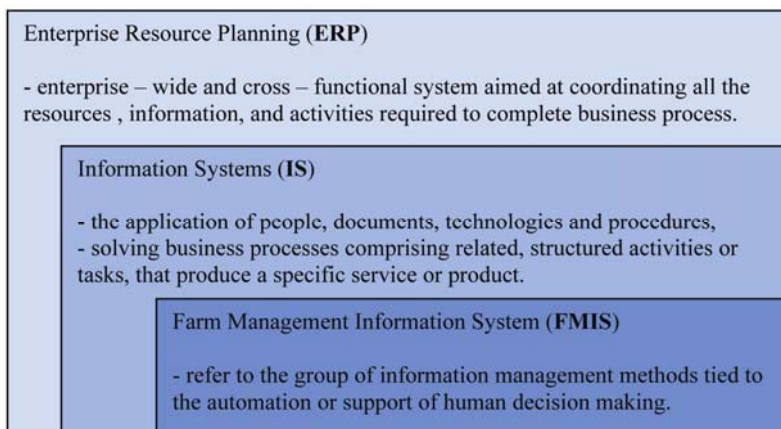 Enterprise Resource Planning (ERP)
- enterprise – wide and cross – functional system aimed at coordinating all the
resources , information, and activities required to complete business process.
Information Systems (IS)
- the application of people, documents, technologies and procedures,
- solving business processes comprising related, structured activities or
tasks, that produce a specific service or product.
Farm Management Information System (FMIS)
- refer to the group of information management methods tied to
the automation or support of human decision making.